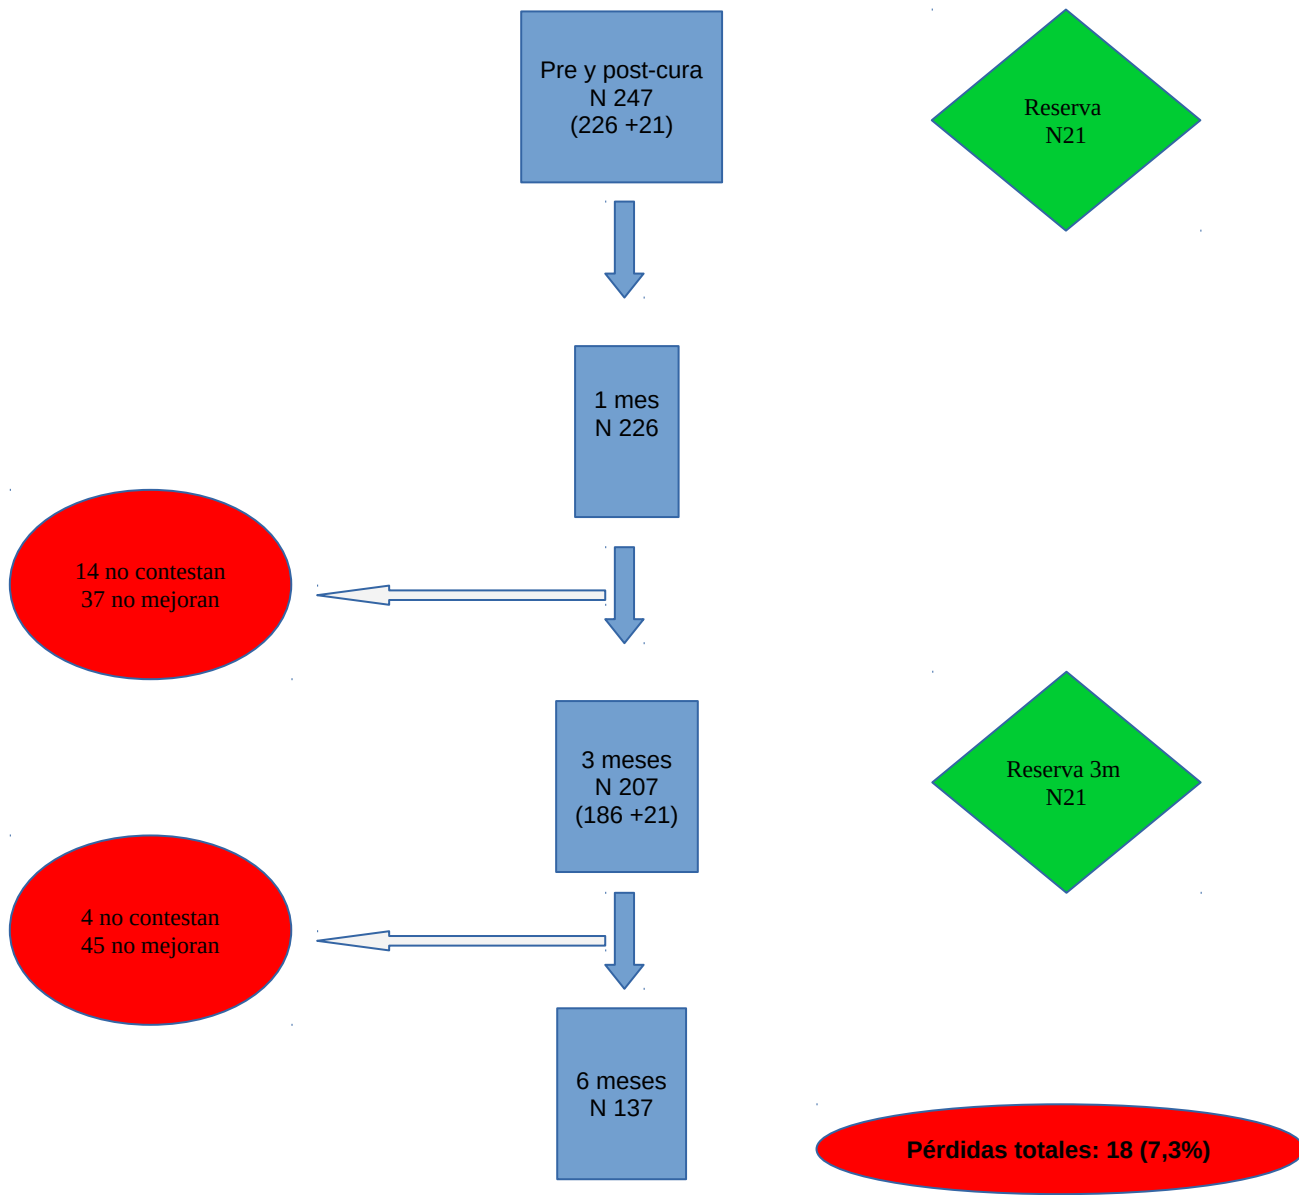 Pre y post-cura
N 247
(226 +21)
Reserva
N21
1 mes
N 226
14 no contestan
37 no mejoran
3 meses
N 207
(186 +21)
Reserva 3m
N21
4 no contestan
45 no mejoran
6 meses
N 137
Pérdidas totales: 18 (7,3%)